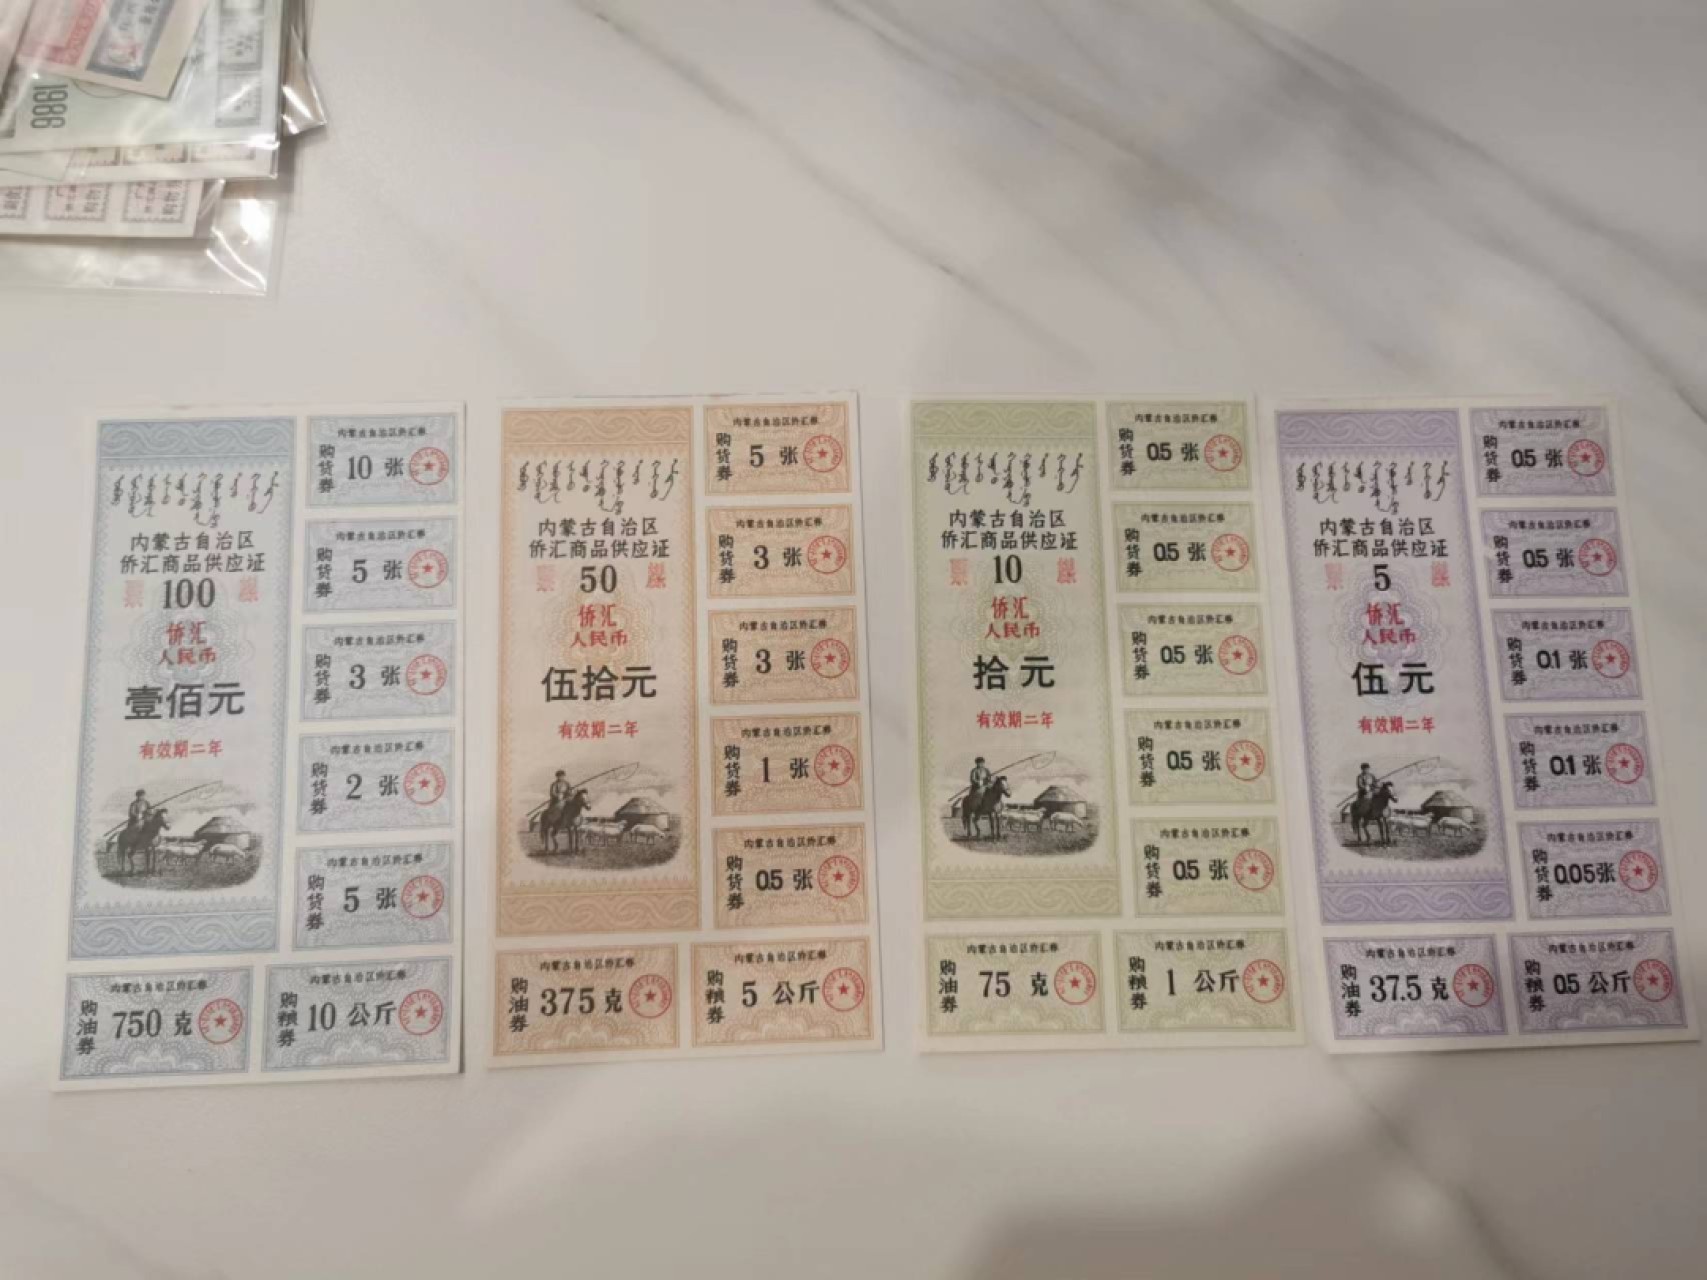 1986
内蒙古自治区
侨汇商品供应证
100
侨汇
人民币
壹佰元
有效期二年
内蒙古自治区侨汇券
购货券 10 张
内蒙古自治区侨汇券
购货券 5 张
内蒙古自治区侨汇券
购货券 3 张
内蒙古自治区侨汇券
购货券 2 张
内蒙古自治区侨汇券
购货券 5 张
内蒙古自治区侨汇券
购油券 750 克
内蒙古自治区侨汇券
购粮券 10 公斤
内蒙古自治区
侨汇商品供应证
50
侨汇
人民币
伍拾元
有效期二年
内蒙古自治区侨汇券
购货券 5 张
内蒙古自治区侨汇券
购货券 3 张
内蒙古自治区侨汇券
购货券 3 张
内蒙古自治区侨汇券
购货券 1 张
内蒙古自治区侨汇券
购货券 0.5 张
内蒙古自治区侨汇券
购油券 375 克
内蒙古自治区侨汇券
购粮券 5 公斤
内蒙古自治区
侨汇商品供应证
10
侨汇
人民币
拾元
有效期二年
内蒙古自治区侨汇券
购货券 0.5 张
内蒙古自治区侨汇券
购货券 0.5 张
内蒙古自治区侨汇券
购货券 0.5 张
内蒙古自治区侨汇券
购货券 0.5 张
内蒙古自治区侨汇券
购货券 0.5 张
内蒙古自治区侨汇券
购油券 75 克
内蒙古自治区侨汇券
购粮券 1 公斤
内蒙古自治区
侨汇商品供应证
5
侨汇
人民币
伍元
有效期二年
内蒙古自治区侨汇券
购货券 0.5 张
内蒙古自治区侨汇券
购货券 0.5 张
内蒙古自治区侨汇券
购货券 0.1 张
内蒙古自治区侨汇券
购货券 0.1 张
内蒙古自治区侨汇券
购货券 0.05 张
内蒙古自治区侨汇券
购油券 37.5 克
内蒙古自治区侨汇券
购粮券 0.5 公斤